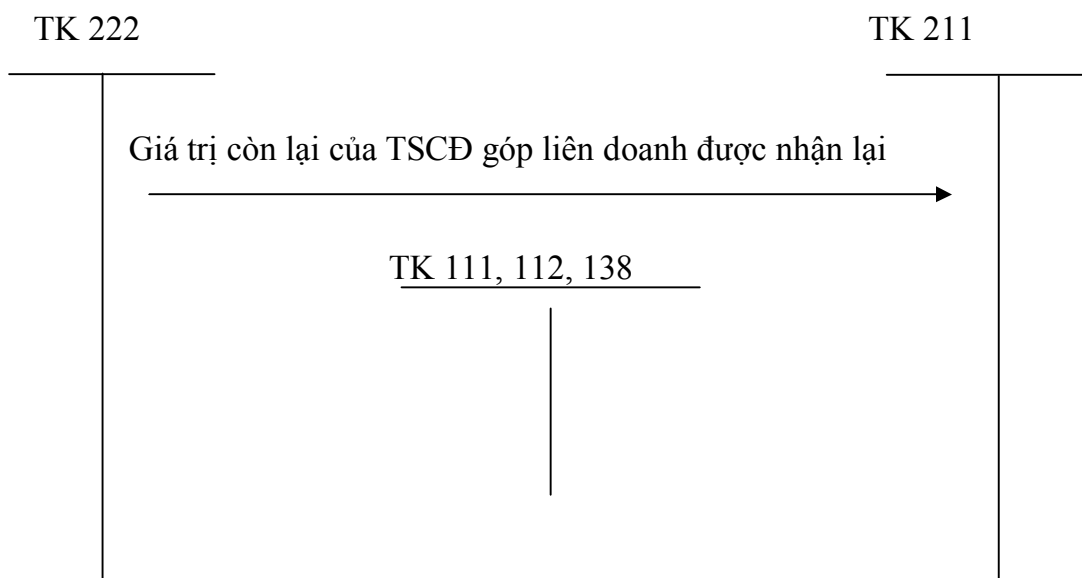 TK 222
TK 211
Giá trị còn lại của TSCĐ góp liên doanh được nhận lại
TK 111, 112, 138